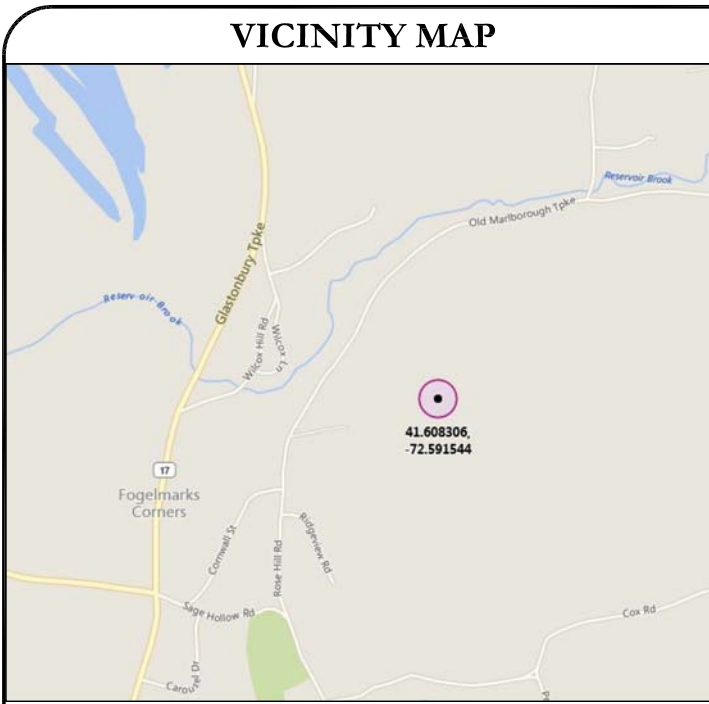 VICINITY MAP
Reservoir Brook
Old Marlborough Tpke
Glastonbury Tpke
Reservoir Brook
Wilcox Hill Rd
Wilcox Ln
41.608306,
-72.591544
17
Fogelmarks
Corners
Cornwall St
Ridgeview Rd
Rose Hill Rd
Sage Hollow Rd
Cox Rd
Carouzel Dr